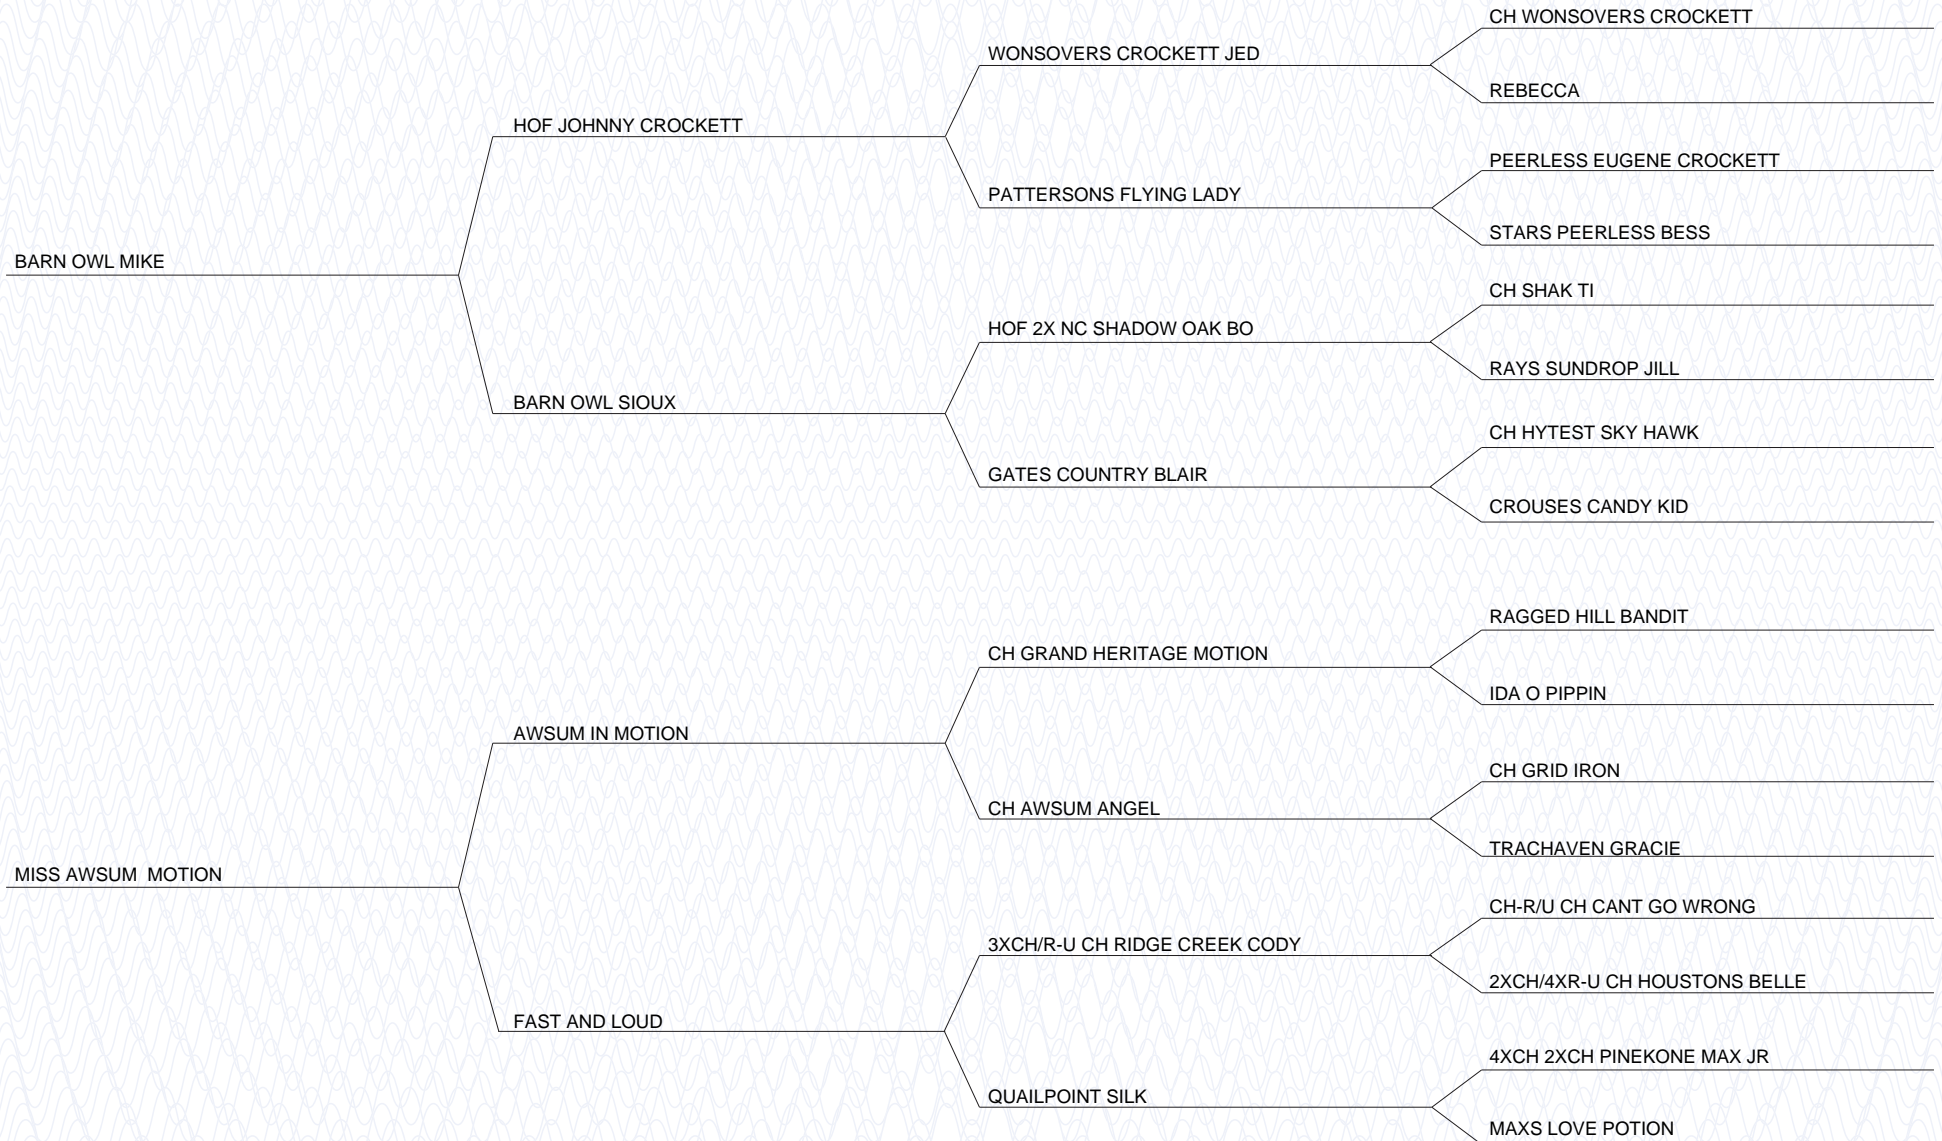 CH WONSOVERS CROCKETT
WONSOVERS CROCKETT JED
REBECCA
HOF JOHNNY CROCKETT
PEERLESS EUGENE CROCKETT
PATTERSONS FLYING LADY
STARS PEERLESS BESS
BARN OWL MIKE
CH SHAK TI
HOF 2X NC SHADOW OAK BO
RAYS SUNDROP JILL
BARN OWL SIOUX
CH HYTEST SKY HAWK
GATES COUNTRY BLAIR
CROUSES CANDY KID
RAGGED HILL BANDIT
CH GRAND HERITAGE MOTION
IDA O PIPPIN
AWSUM IN MOTION
CH GRID IRON
CH AWSUM ANGEL
TRACHAVEN GRACIE
MISS AWSUM  MOTION
CH-R/U CH CANT GO WRONG
3XCH/R-U CH RIDGE CREEK CODY
2XCH/4XR-U CH HOUSTONS BELLE
FAST AND LOUD
4XCH 2XCH PINEKONE MAX JR
QUAILPOINT SILK
MAXS LOVE POTION